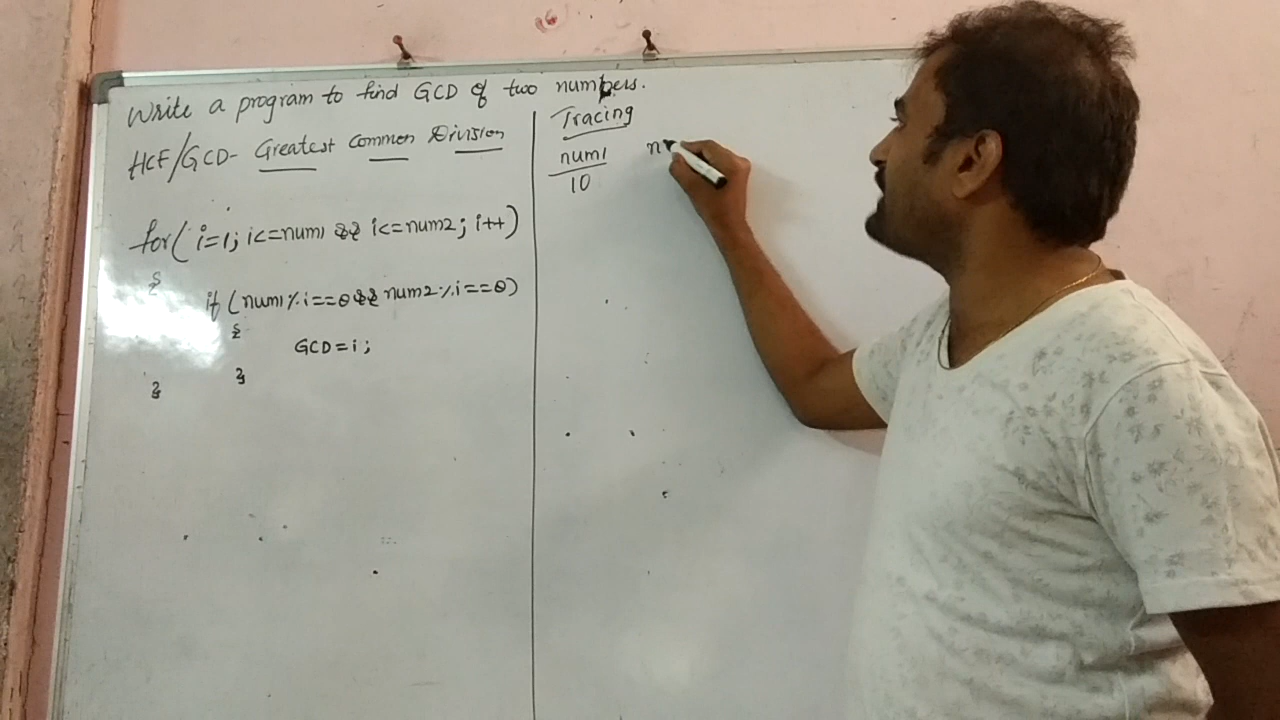 Write a program to find GCD of two numbers.
HCF/GCD- Greatest Common Division
for(i=1; i<=num1 && i<=num2; i++)
{
if(num1%i==0 && num2%i==0)
{
GCD=i;
}
}
Tracing
num1
10
n